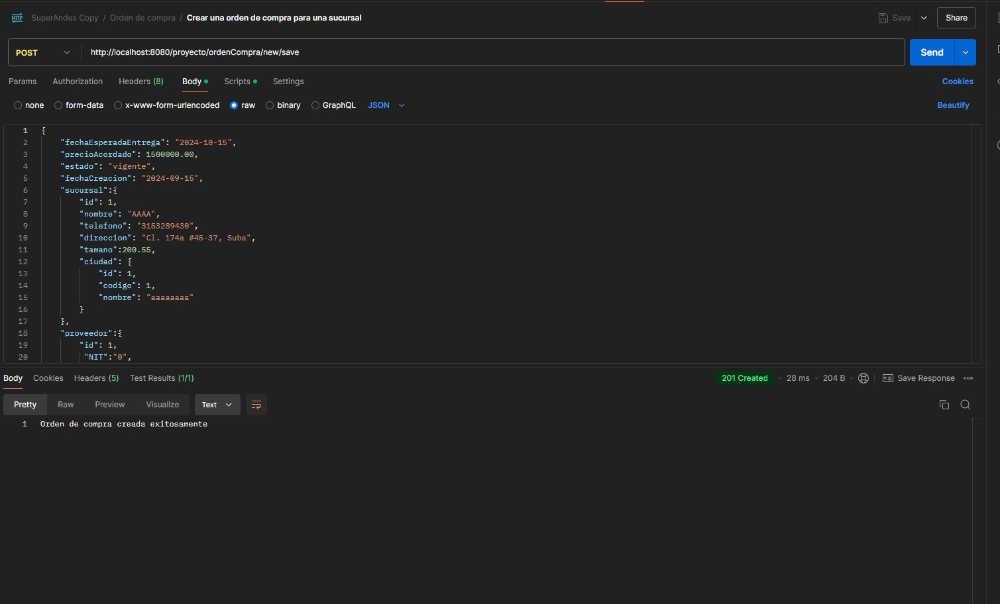 HTTP SuperAndes Copy / Orden de compra / Crear una orden de compra para una sucursal Save Share
POST http://localhost:8080/proyecto/ordenCompra/new/save Send
Params Authorization Headers (8) Body Scripts Settings Cookies
none form-data x-www-form-urlencoded raw binary GraphQL JSON Beautify
1 {
2 "fechaEsperadaEntrega": "2024-10-15",
3 "precioAcordado": 1500000.00,
4 "estado": "vigente",
5 "fechaCreacion": "2024-09-15",
6 "sucursal":{
7 "id": 1,
8 "nombre": "AAAA",
9 "telefono": "3153289430",
10 "direccion": "Cl. 174a #45-37, Suba",
11 "tamano":200.55,
12 "ciudad": {
13 "id": 1,
14 "codigo": 1,
15 "nombre": "aaaaaaaa"
16 }
17 },
18 "proveedor":{
19 "id": 1,
20 "NIT":"0",
Body Cookies Headers (5) Test Results (1/1) 201 Created 28 ms 204 B e.g. Save Response
Pretty Raw Preview Visualize Text
1 Orden de compra creada exitosamente